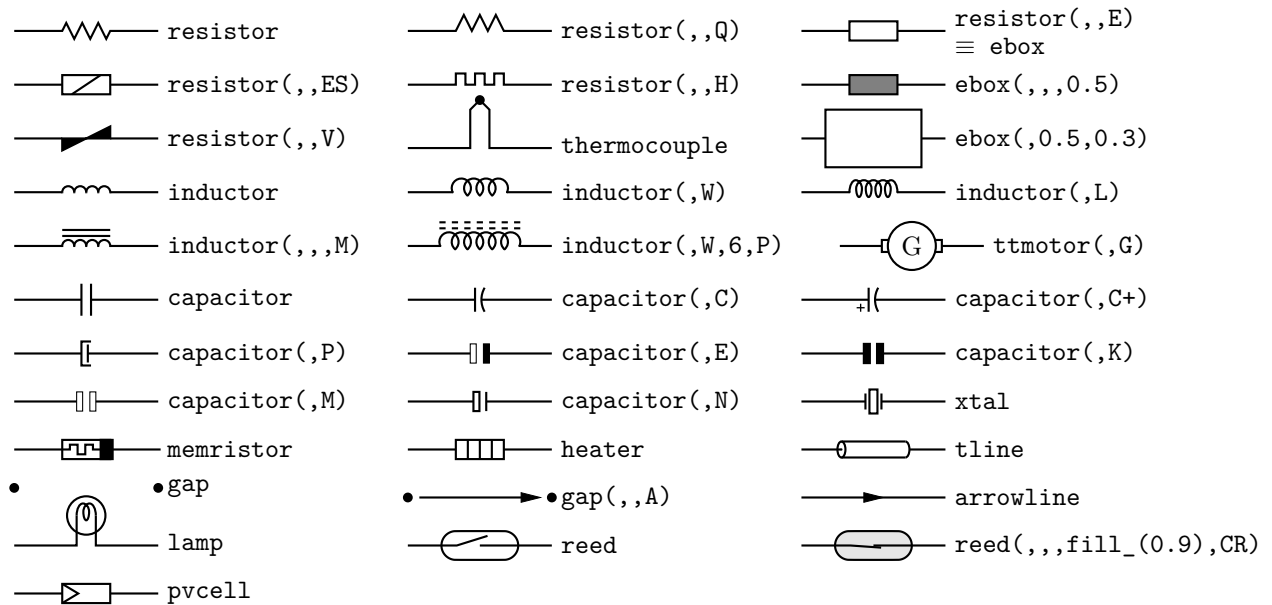 resistor
resistor(,,Q)
resistor(,,E)
≡ ebox
resistor(,,ES)
resistor(,,H)
ebox(,,,0.5)
resistor(,,V)
thermocouple
ebox(,0.5,0.3)
inductor
inductor(,W)
inductor(,L)
inductor(,,,M)
inductor(,W,6,P)
G
ttmotor(,G)
capacitor
capacitor(,C)
+
capacitor(,C+)
capacitor(,P)
capacitor(,E)
capacitor(,K)
capacitor(,M)
capacitor(,N)
xtal
memristor
heater
tline
gap
gap(,,A)
arrowline
lamp
reed
reed(,,,fill_(0.9),CR)
pvcell